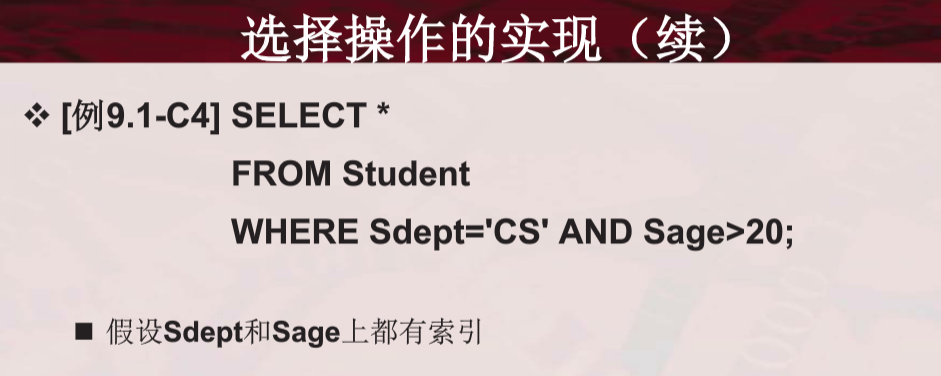 选择操作的实现（续）
❖ [例9.1-C4] SELECT *
FROM Student
WHERE Sdept='CS' AND Sage>20;
■ 假设Sdept和Sage上都有索引